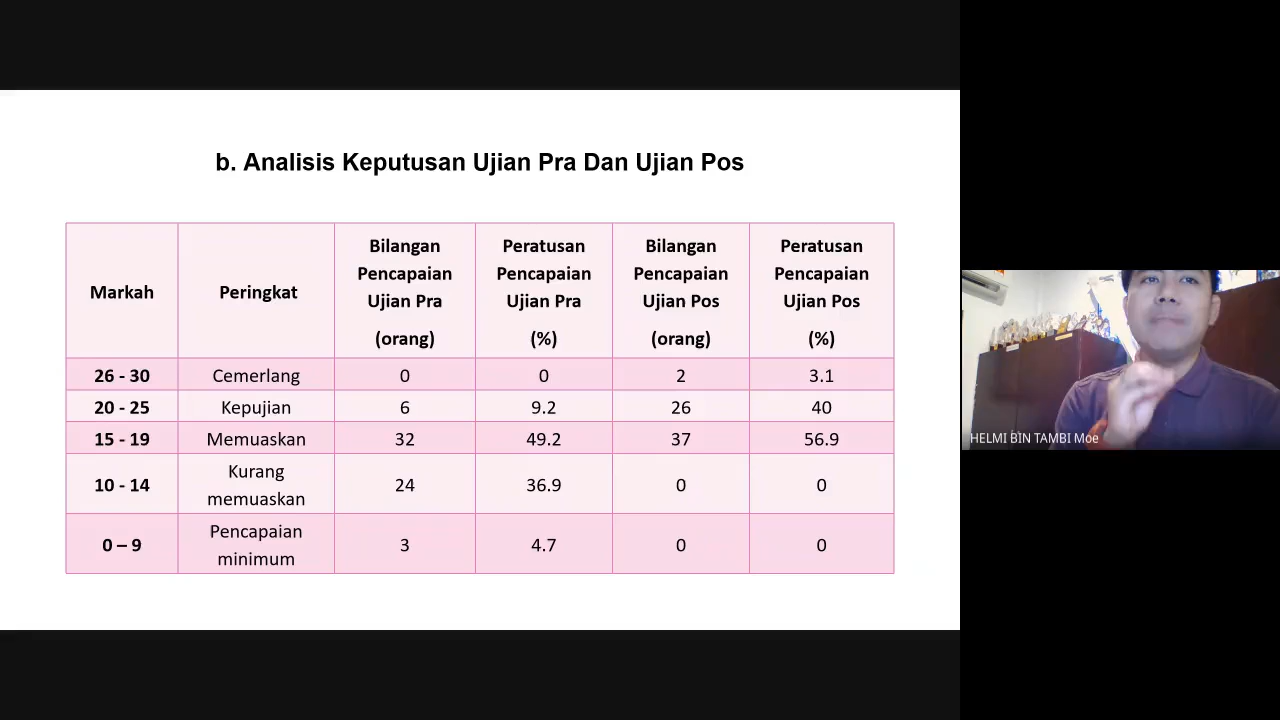 b. Analisis Keputusan Ujian Pra Dan Ujian Pos
Markah
Peringkat
Bilangan
Pencapaian
Ujian Pra
(orang)
Peratusan
Pencapaian
Ujian Pra
(%)
Bilangan
Pencapaian
Ujian Pos
(orang)
Peratusan
Pencapaian
Ujian Pos
(%)
26 - 30 Cemerlang 0 0 2 3.1
20 - 25 Kepujian 6 9.2 26 40
15 - 19 Memuaskan 32 49.2 37 56.9
10 - 14 Kurang
memuaskan 24 36.9 0 0
0 – 9 Pencapaian
minimum 3 4.7 0 0
HELMI BIN TAMBI Moe